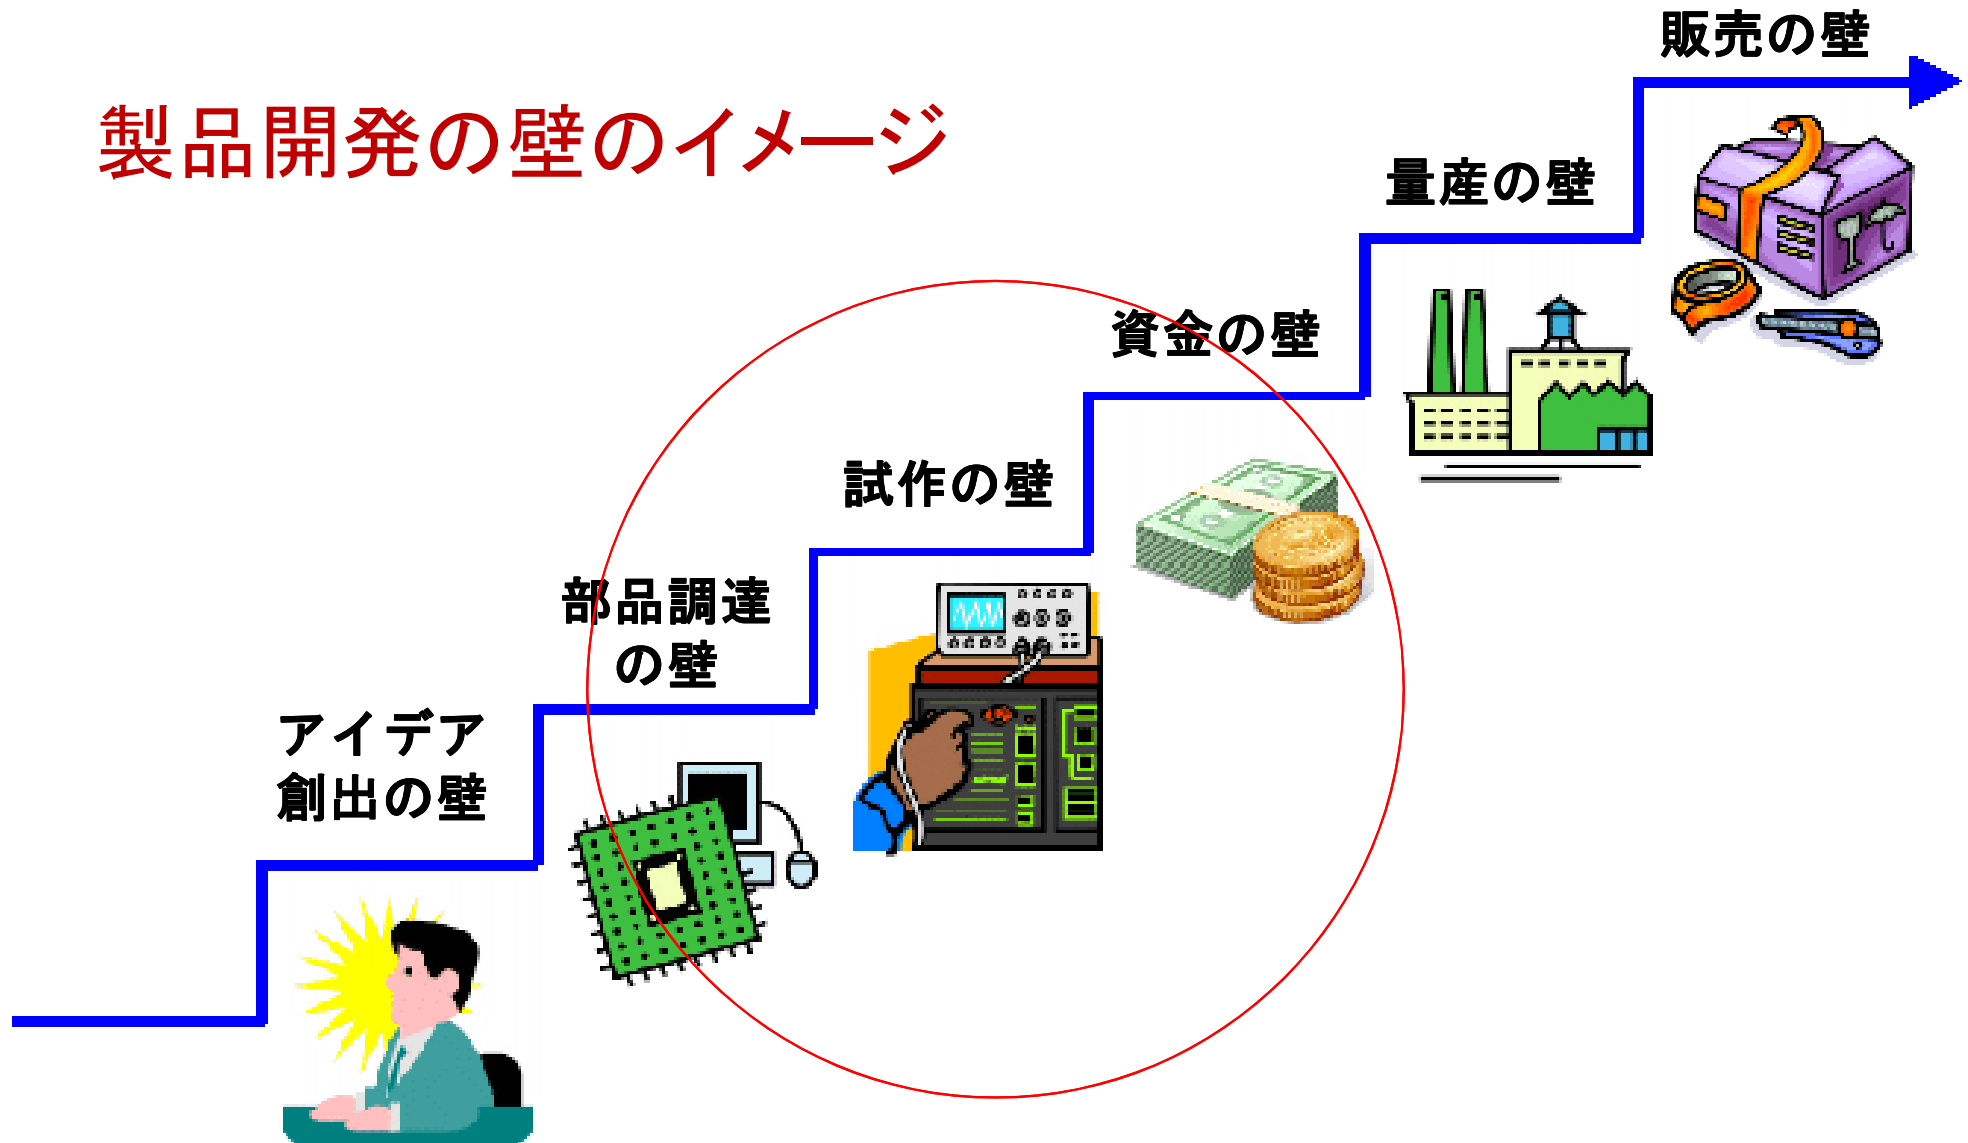 製品開発の壁のイメージ
アイデア
創出の壁
部品調達
の壁
試作の壁
資金の壁
量産の壁
販売の壁